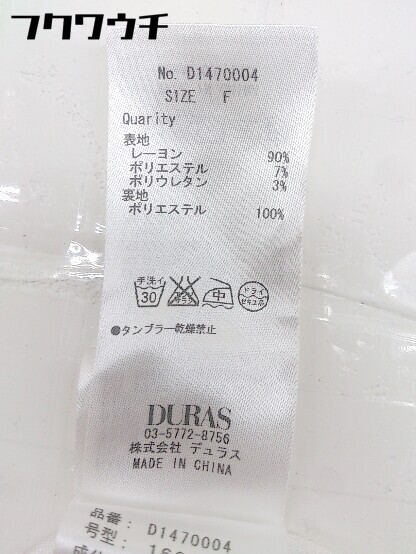 フクワウチ
No. D1470004
SIZE F
Quarity
表地
レーヨン 90%
ポリエステル 7%
ポリウレタン 3%
裏地
ポリエステル 100%
手洗イ
30
中
ドライ
セキユ系
●タンブラー乾燥禁止
DURAS
03-5772-8756
株式会社 デュラス
MADE IN CHINA
品番: D1470004
号型: